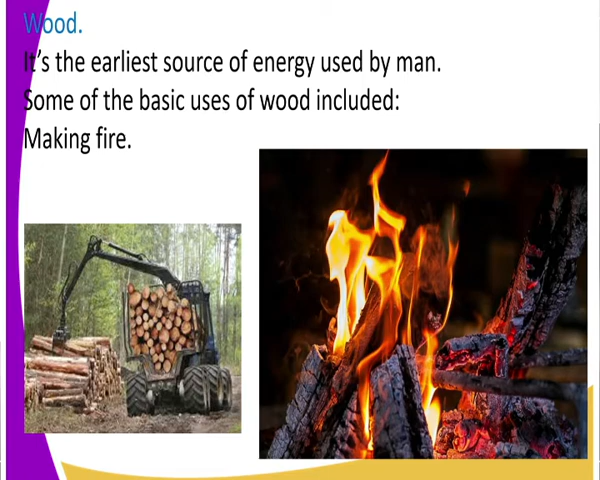 Wood.
It's the earliest source of energy used by man.
Some of the basic uses of wood included:
Making fire.